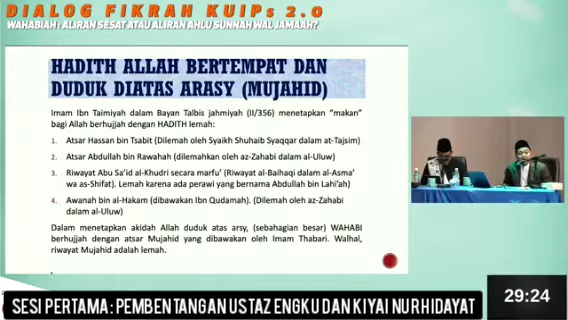 DIALOG FIKRAH KUIPs 2.0
WAHABIAH : ALIRAN SESAT ATAU ALIRAN AHLU SUNNAH WAL JAMAAH?
HADITH ALLAH BERTEMPAT DAN
DUDUK DIATAS ARASY (MUJAHID)
Imam Ibn Taimiyah dalam Bayan Talbis jahmiyah (II/356) menetapkan “makan”
bagi Allah berhujjah dengan HADITH lemah:
1. Atsar Hassan bin Tsabit (Dilemah oleh Syaikh Shuhaib Syaqqar dalam at-Tajsim)
2. Atsar Abdullah bin Rawahah (dilemahkan oleh az-Zahabi dalam al-Uluw)
3. Riwayat Abu Sa’id al-Khudri secara marfu’ (Riwayat al-Baihaqi dalam al-Asma’
wa as-Shifat). Lemah karena ada perawi yang bernama Abdullah bin Lahi’ah)
4. Awanah bin al-Hakam (dibawakan Ibn Qudamah). (Dilemah oleh az-Zahabi
dalam al-Uluw)
Dalam menetapkan akidah Allah duduk atas arsy, (sebahagian besar) WAHABI
berhujjah dengan atsar Mujahid yang dibawakan oleh Imam Thabari. Walhal,
riwayat Mujahid adalah lemah.
SESI PERTAMA : PEMBENTANGAN USTAZ ENGKU DAN KIYAI NURHIDAYAT
29:24